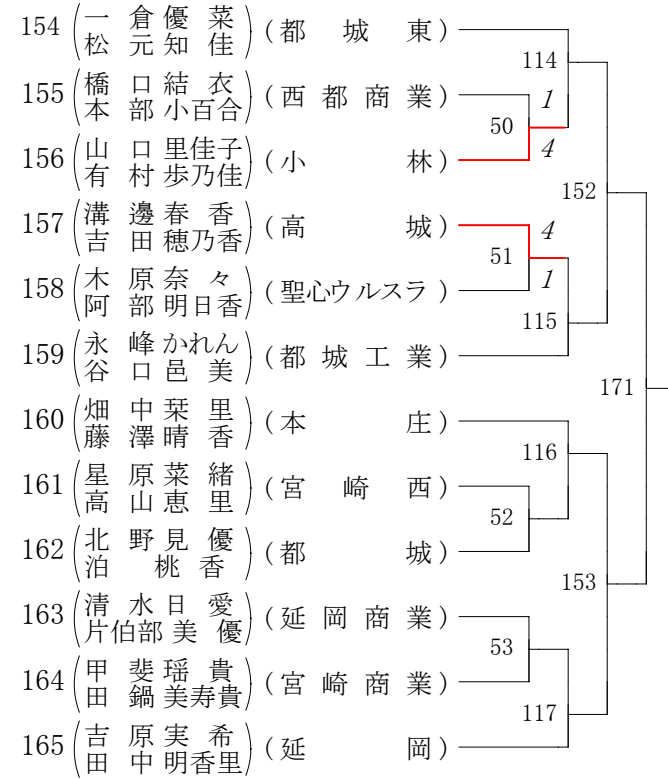 154 (一 倉 優 菜
松 元 知 佳) (都 城 東)
114
155 (橋 口 結 衣
本 部 小百合) (西 都 商 業)
1
50
156 (山 口 里佳子
有 村 歩乃佳) (小 林)
4
152
157 (溝 邊 春 香
吉 田 穂乃香) (高 城)
4
51
158 (木 原 奈 々
阿 部 明日香) (聖心ウルスラ)
1
115
159 (永 峰 かれん
谷 口 邑 美) (都 城 工 業)
171
160 (畑 中 栞 里
藤 澤 晴 香) (本 庄)
116
161 (星 原 菜 緒
高 山 恵 里) (宮 崎 西)
52
162 (北 野 見 優
泊 桃 香) (都 城)
153
163 (清 水 日 愛
片伯部 美 優) (延 岡 商 業)
53
164 (甲 斐 瑶 貴
田 鍋 美寿貴) (宮 崎 商 業)
117
165 (吉 原 実 希
田 中 明香里) (延 岡)